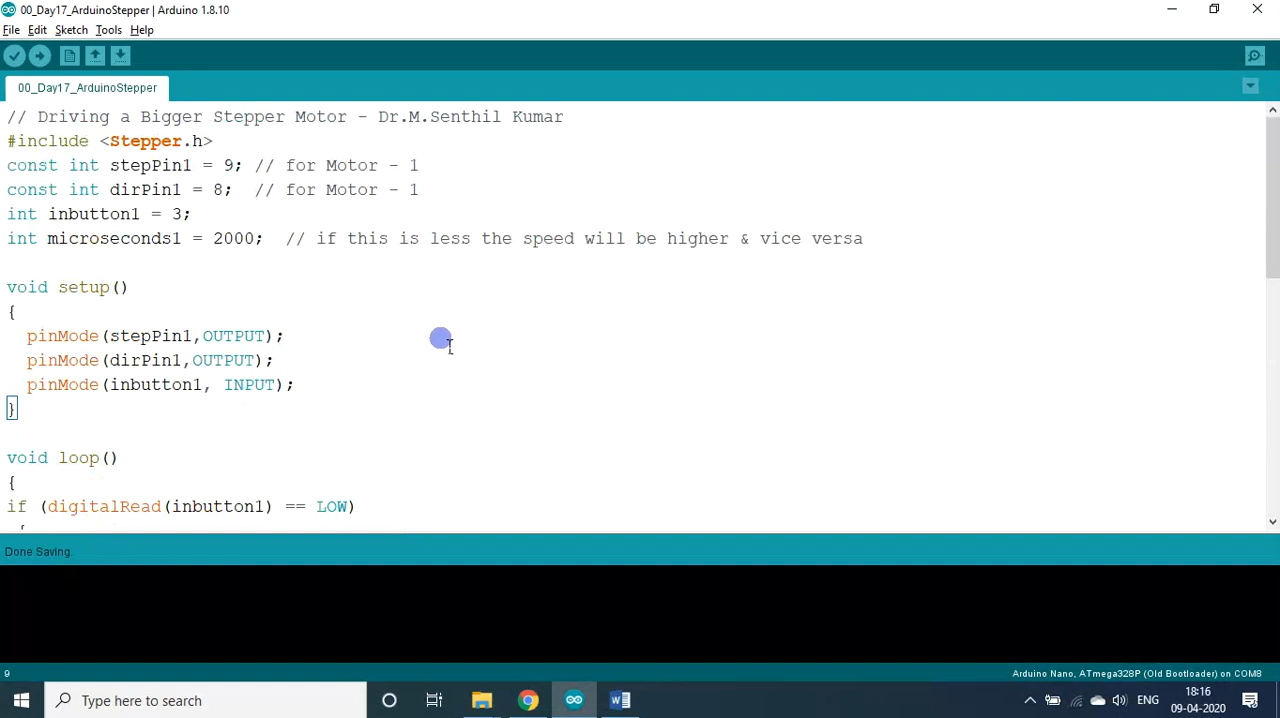 00_Day17_ArduinoStepper | Arduino 1.8.10
File Edit Sketch Tools Help
00_Day17_ArduinoStepper
// Driving a Bigger Stepper Motor - Dr.M.Senthil Kumar
#include <Stepper.h>
const int stepPin1 = 9; // for Motor - 1
const int dirPin1 = 8;  // for Motor - 1
int inbutton1 = 3;
int microseconds1 = 2000;  // if this is less the speed will be higher & vice versa
void setup()
{
  pinMode(stepPin1,OUTPUT);
  pinMode(dirPin1,OUTPUT);
  pinMode(inbutton1, INPUT);
}
void loop()
{
if (digitalRead(inbutton1) == LOW)
{
Done Saving.
9 Arduino Nano, ATmega328P (Old Bootloader) on COM8
Type here to search
ENG
18:16
09-04-2020